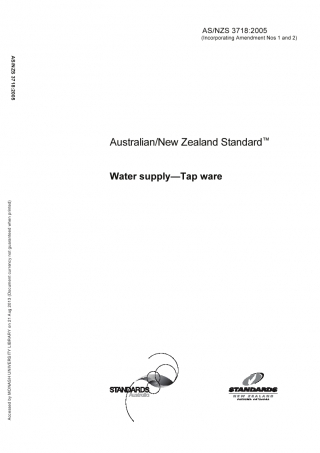 AS/NZS 3718:2005
(Incorporating Amendment Nos 1 and 2)
AS/NZS 3718:2005
Australian/New Zealand Standard™
Water supply—Tap ware
Accessed by MONASH UNIVERSITY LIBRARY on 21 Aug 2012 (Document currency not guaranteed when printed)
STANDARDS
Australia
STANDARDS
NEW ZEALAND